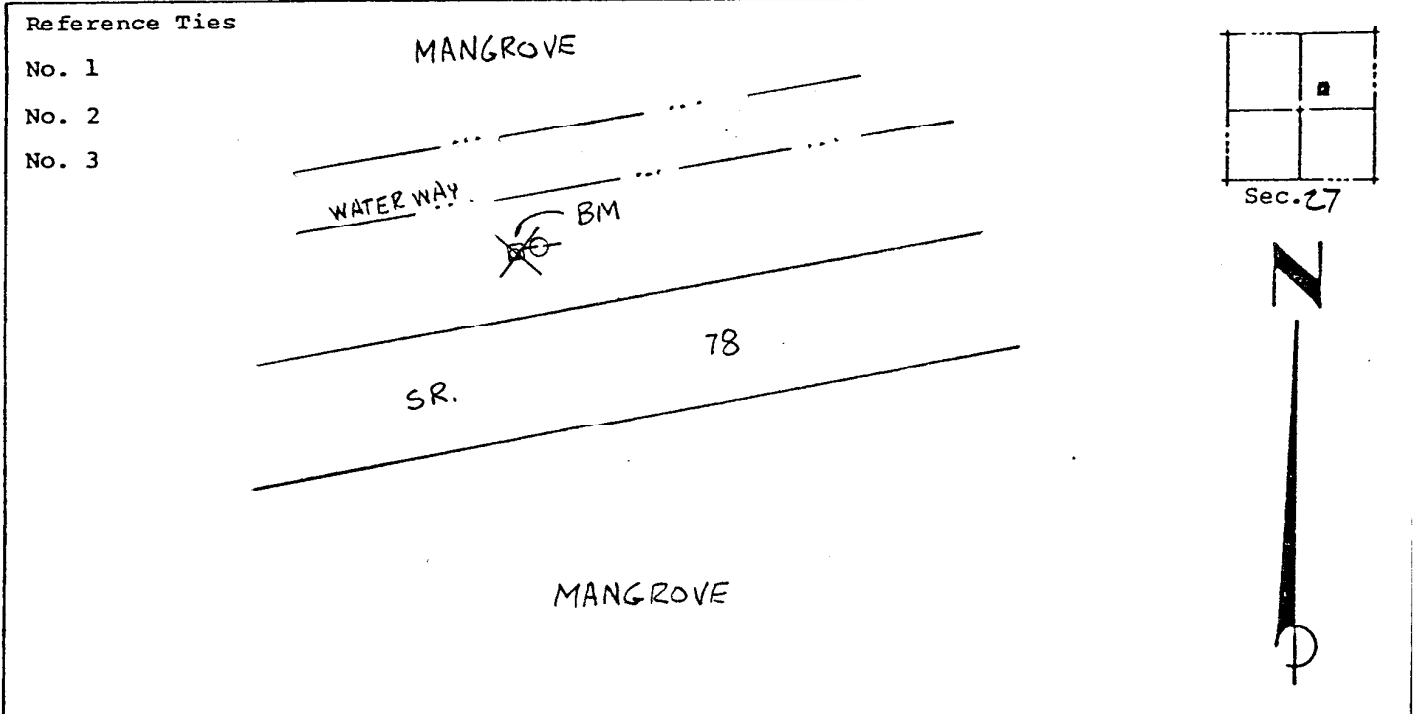 Reference Ties
No. 1
No. 2
No. 3
MANGROVE
WATER WAY
BM
SR. 78
MANGROVE
Sec. 27
N